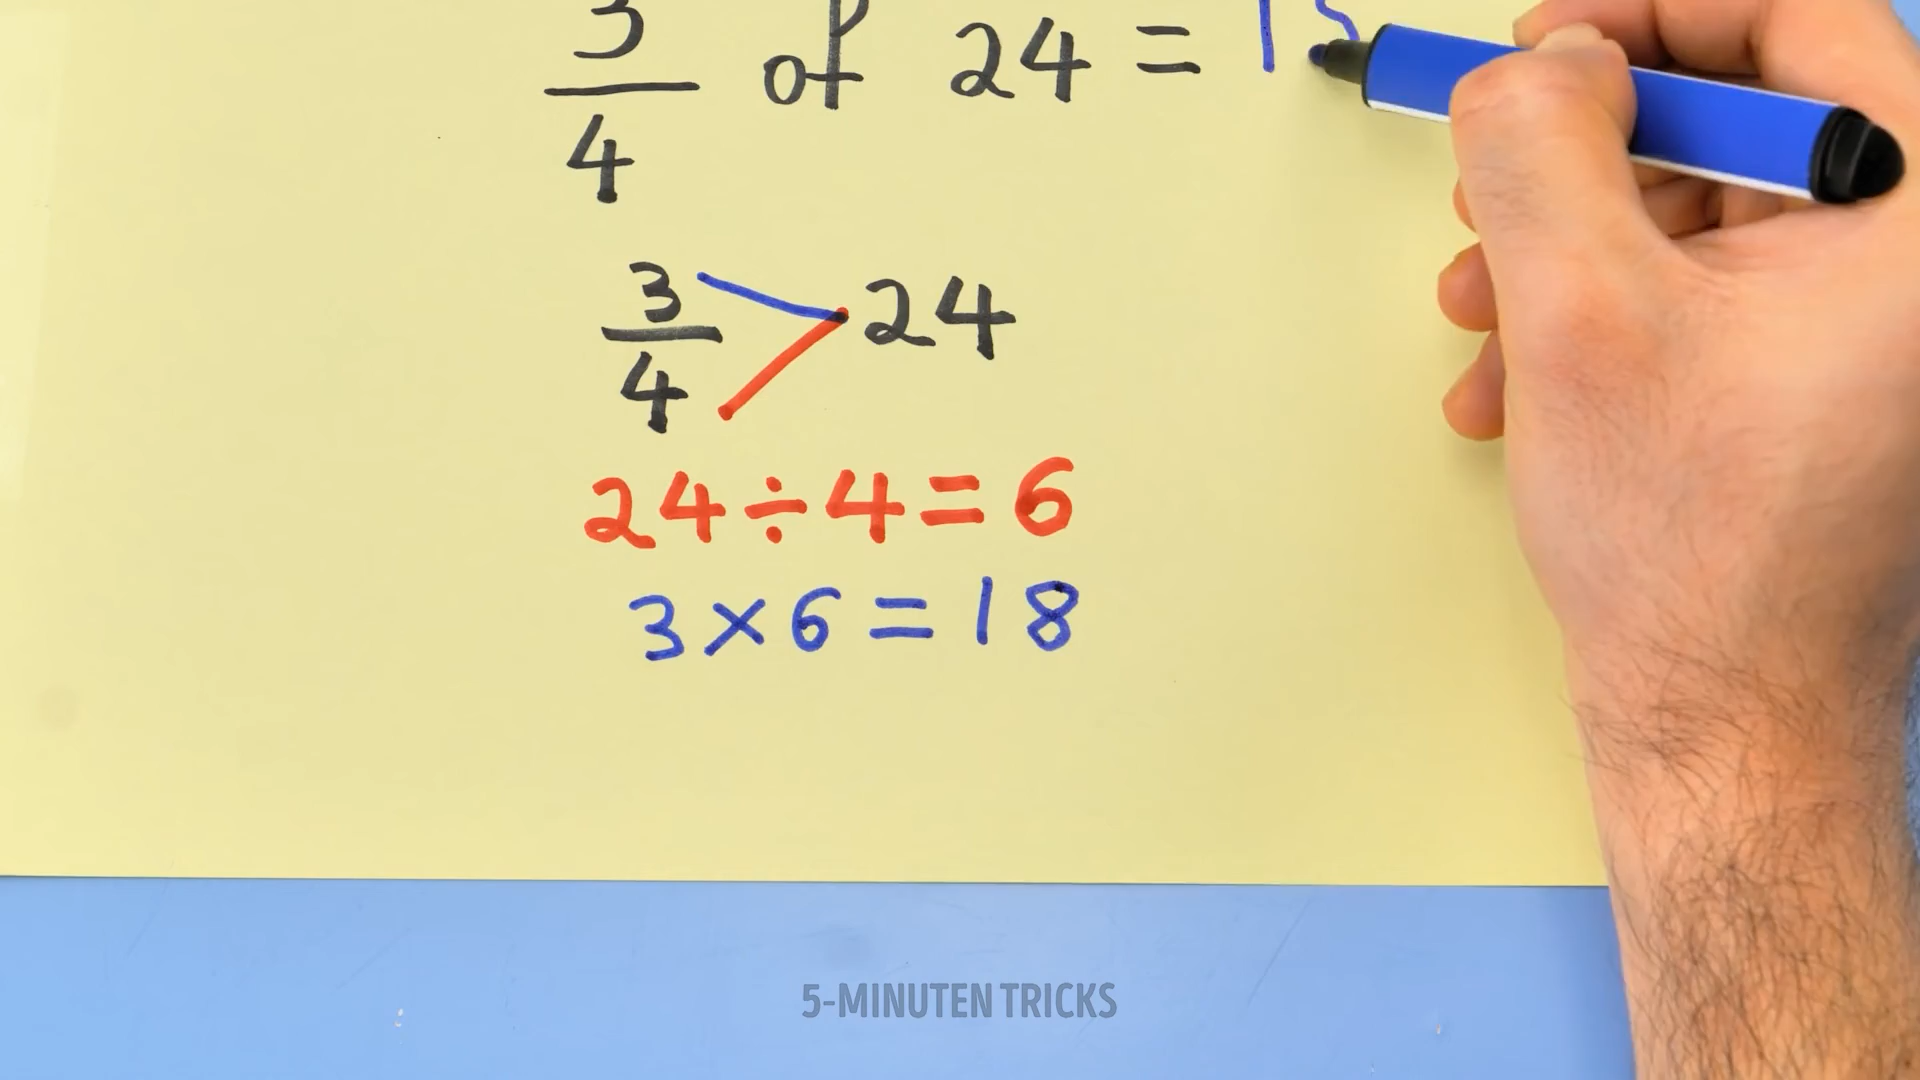 3/4 of 24 = 1
3/4 24
24÷4=6
3×6=18
5-MINUTEN TRICKS